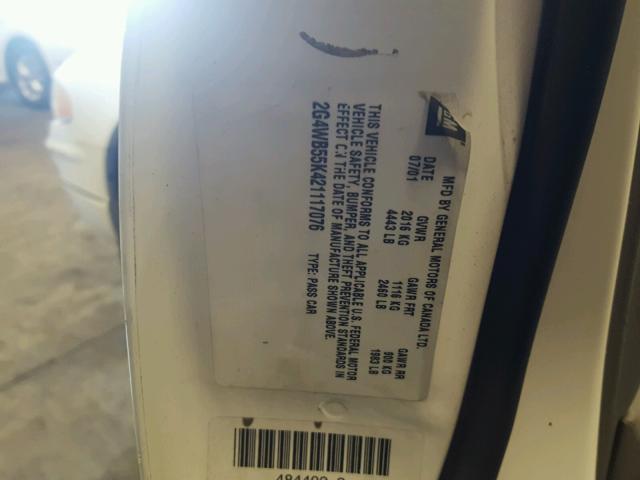 GM
MFD BY GENERAL MOTORS OF CANADA LTD.
DATE GVWR GAWR FRT GAWR RR
07/01 2016 KG 1116 KG 900 KG
4443 LB 2460 LB 1983 LB
THIS VEHICLE CONFORMS TO ALL APPLICABLE U.S. FEDERAL MOTOR
VEHICLE SAFETY, BUMPER, AND THEFT PREVENTION STANDARDS IN
EFFECT ON THE DATE OF MANUFACTURE SHOWN ABOVE.
2G4WB55K421117076 TYPE: PASS CAR